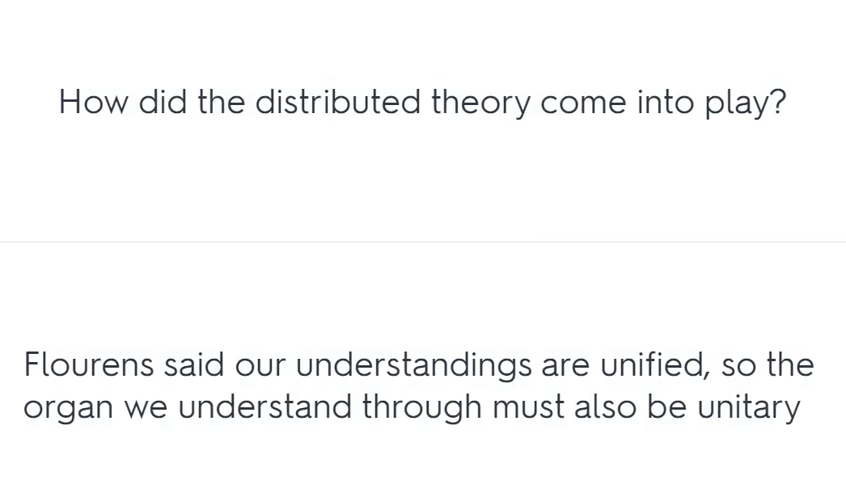 How did the distributed theory come into play?
Flourens said our understandings are unified, so the
organ we understand through must also be unitary